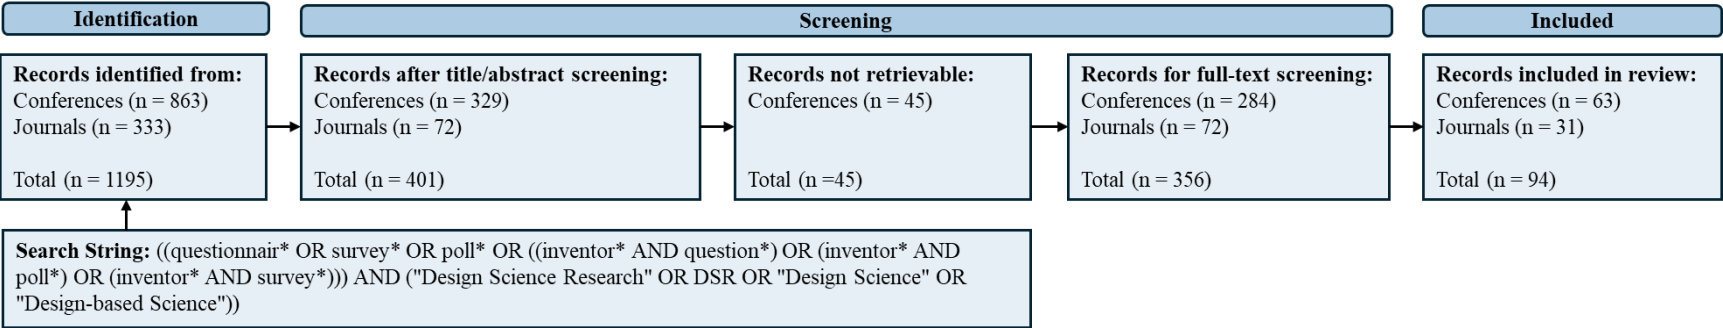 Identification
Screening
Included
Records identified from:
Conferences (n = 863)
Journals (n = 333)
Total (n = 1195)
Records after title/abstract screening:
Conferences (n = 329)
Journals (n = 72)
Total (n = 401)
Records not retrievable:
Conferences (n = 45)
Total (n =45)
Records for full-text screening:
Conferences (n = 284)
Journals (n = 72)
Total (n = 356)
Records included in review:
Conferences (n = 63)
Journals (n = 31)
Total (n = 94)
Search String: ((questionnair* OR survey* OR poll* OR ((inventor* AND question*) OR (inventor* AND
poll*) OR (inventor* AND survey*))) AND ("Design Science Research" OR DSR OR "Design Science" OR
"Design-based Science"))